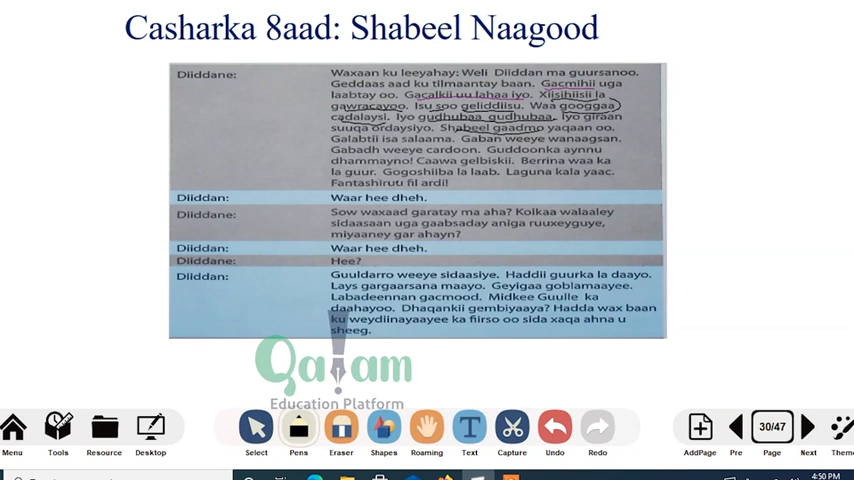 Casharka 8aad: Shabeel Naagood
Diiddane: Waxaan ku leeyahay: Weli Diiddan ma guursanoo.
Geddaas aad ku tilmaantay baan. Gacmihii uga
laabtay oo. Gacalkii uu lahaa iyo. Xiisihiisii la
gawracayoo. Isu soo geliddiisu. Waa googgaa
cadalaysi. Iyo gudhubaa gudhubaa. Iyo giraan
suuqa ordaysiyo. Shabeel gaadmo yaqaan oo.
Galabtii isa salaama. Gaban weeye wanaagsan.
Gabadh weeye cardoon. Guddoonka aynnu
dhammayno! Caawa gelbiskii. Berrina waa ka
la guur. Gogoshiiba la laab. Laguna kala yaac.
Fantashiruti fil ardi!
Diiddan: Waar hee dheh.
Diiddane: Sow waxaad garatay ma aha? Kolkaa walaaley
sidaasaan uga gaabsaday aniga ruuxeyguye,
miyaaney gar ahayn?
Diiddan: Waar hee dheh.
Diiddane: Hee?
Diiddan: Guuldarro weeye sidaasiye. Haddii guurka la daayo.
Lays gargaarsana maayo. Geyigaa goblamaayee.
Labadeennan gacmood. Midkee Guulle ka
daahayoo. Dhaqankii gembiyaaya? Hadda wax baan
ku weydiinayaayee ka fiirso oo sida xaqa ahna u
sheeg.
Qalam
Education Platform
Menu Tools Resource Desktop Select Pens Eraser Shapes Roaming Text Capture Undo Redo AddPage Pre 30/47 Page Next Theme
4:50 PM